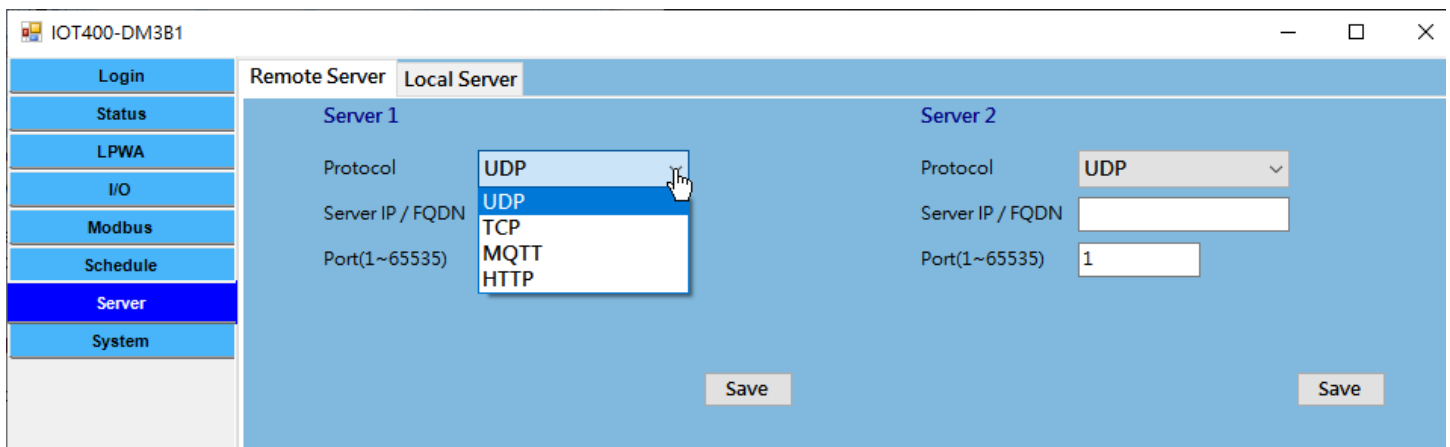 IOT400-DM3B1
Login
Status
LPWA
I/O
Modbus
Schedule
Server
System
Remote Server Local Server
Server 1
Protocol UDP
UDP
TCP
MQTT
HTTP
Server IP / FQDN
Port(1~65535)
Save
Server 2
Protocol UDP
Server IP / FQDN
Port(1~65535) 1
Save